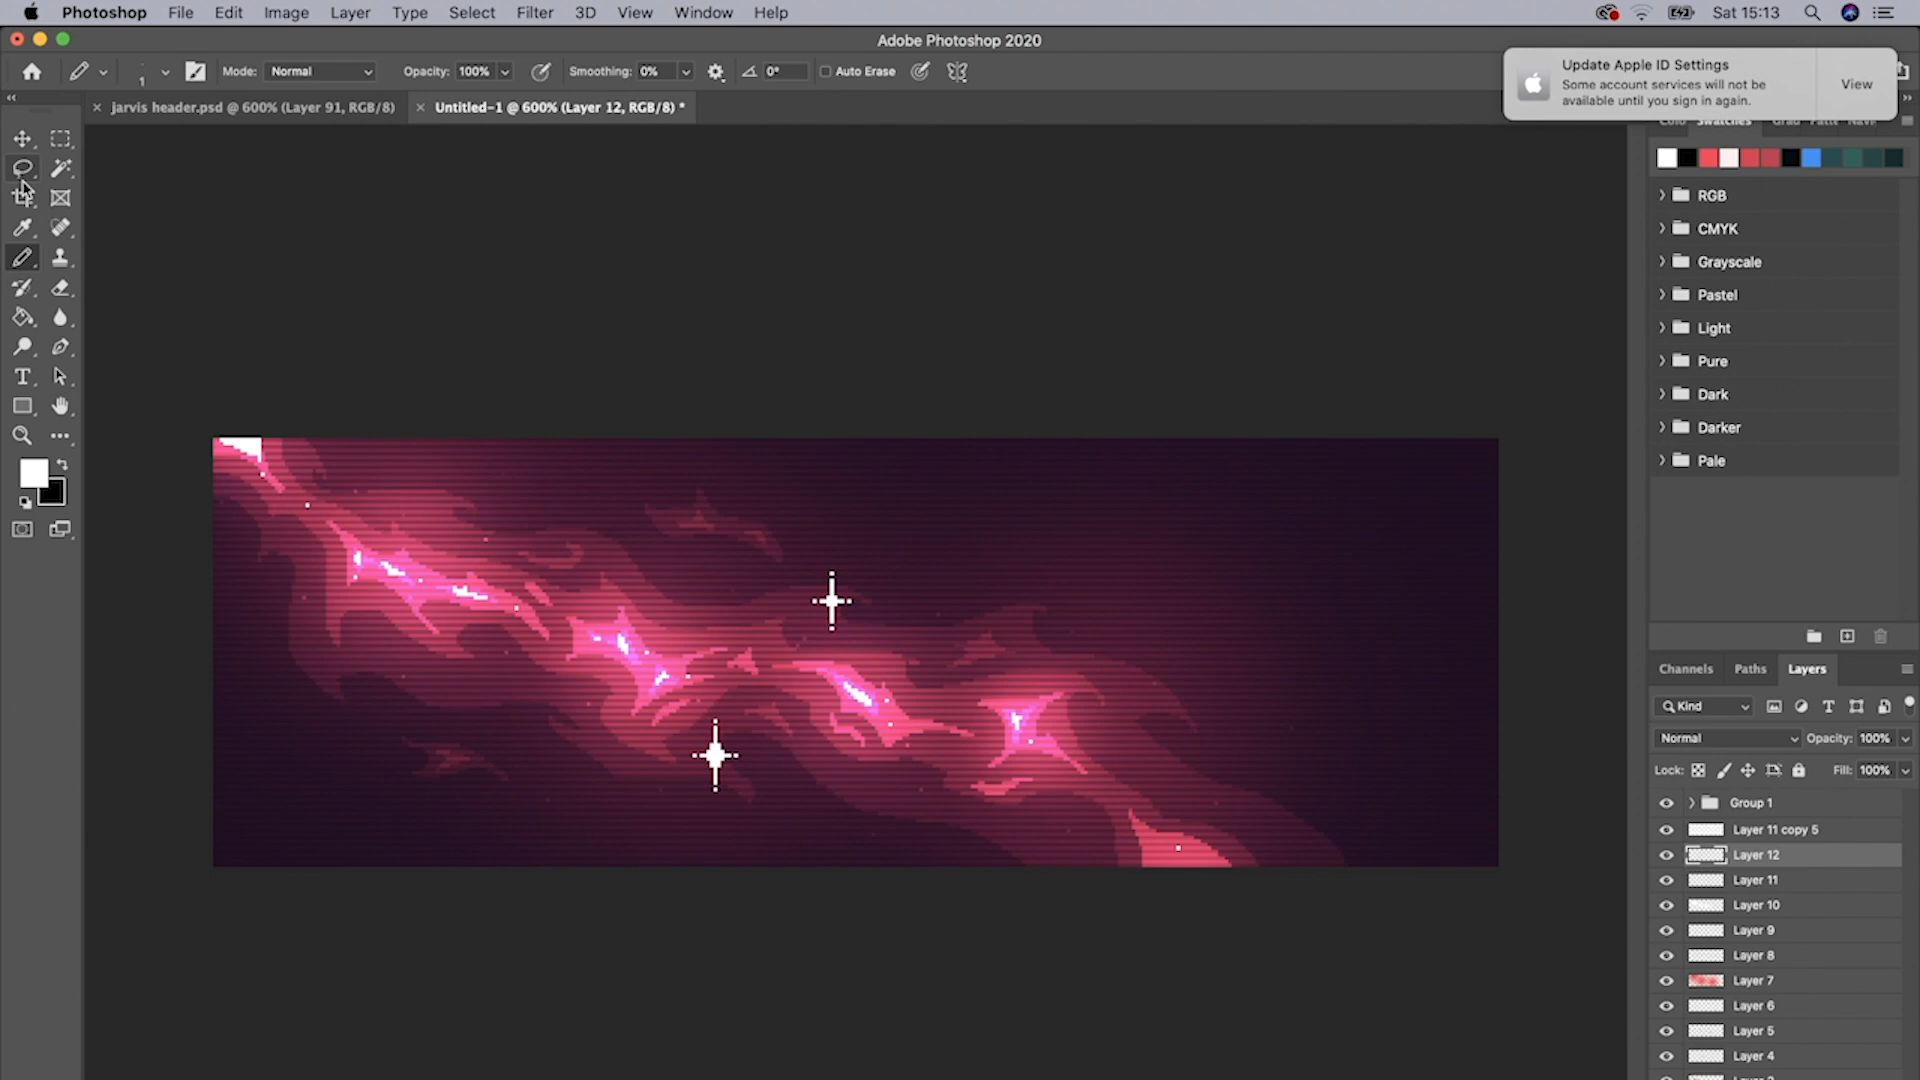 Photoshop File Edit Image Layer Type Select Filter 3D View Window Help Sat 15:13
Adobe Photoshop 2020
1 Mode: Normal Opacity: 100% Smoothing: 0% 0° Auto Erase
Update Apple ID Settings
Some account services will not be
available until you sign in again.
View
× jarvis header.psd @ 600% (Layer 91, RGB/8) × Untitled-1 @ 600% (Layer 12, RGB/8) *
Swatches
RGB
CMYK
Grayscale
Pastel
Light
Pure
Dark
Darker
Pale
Channels Paths Layers
Kind
Normal Opacity: 100%
Lock: Fill: 100%
Group 1
Layer 11 copy 5
Layer 12
Layer 11
Layer 10
Layer 9
Layer 8
Layer 7
Layer 6
Layer 5
Layer 4